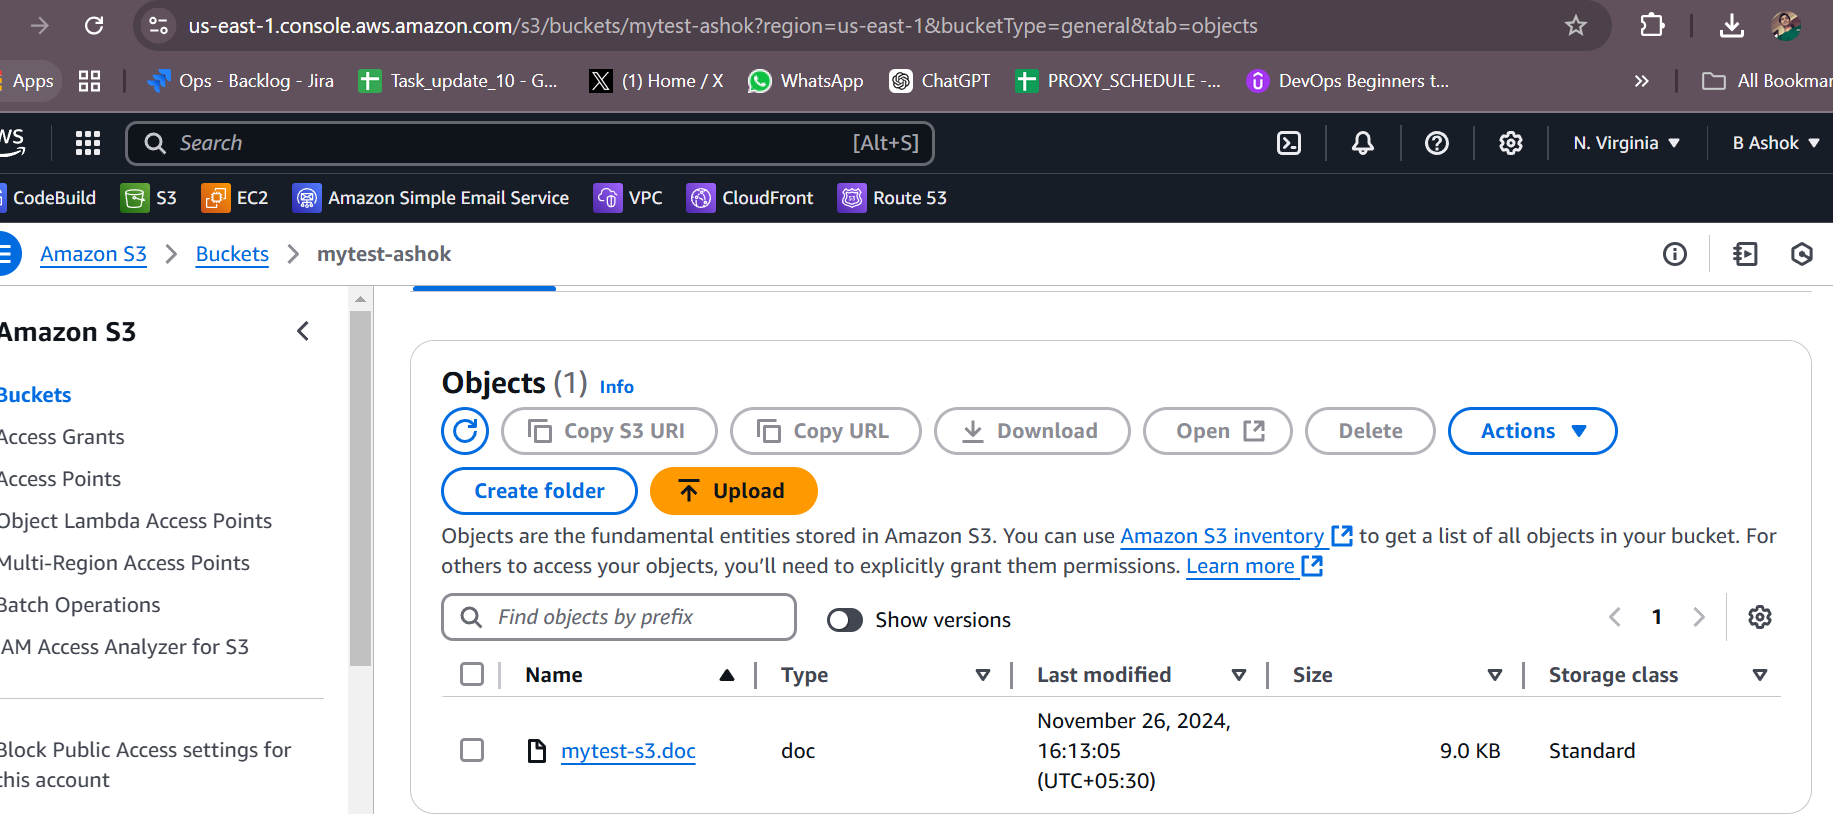 us-east-1.console.aws.amazon.com/s3/buckets/mytest-ashok?region=us-east-1&bucketType=general&tab=objects
Apps Ops - Backlog - Jira Task_update_10 - G... (1) Home / X WhatsApp ChatGPT PROXY_SCHEDULE -... DevOps Beginners t... » All Bookmar
Search [Alt+S] N. Virginia B Ashok
CodeBuild S3 EC2 Amazon Simple Email Service VPC CloudFront Route 53
Amazon S3 > Buckets > mytest-ashok
Amazon S3
Buckets
Access Grants
Access Points
Object Lambda Access Points
Multi-Region Access Points
Batch Operations
IAM Access Analyzer for S3
Block Public Access settings for
this account
Objects (1) Info
Copy S3 URI Copy URL Download Open Delete Actions
Create folder Upload
Objects are the fundamental entities stored in Amazon S3. You can use Amazon S3 inventory to get a list of all objects in your bucket. For
others to access your objects, you’ll need to explicitly grant them permissions. Learn more
Find objects by prefix Show versions 1
Name Type Last modified Size Storage class
mytest-s3.doc doc November 26, 2024, 16:13:05 (UTC+05:30) 9.0 KB Standard